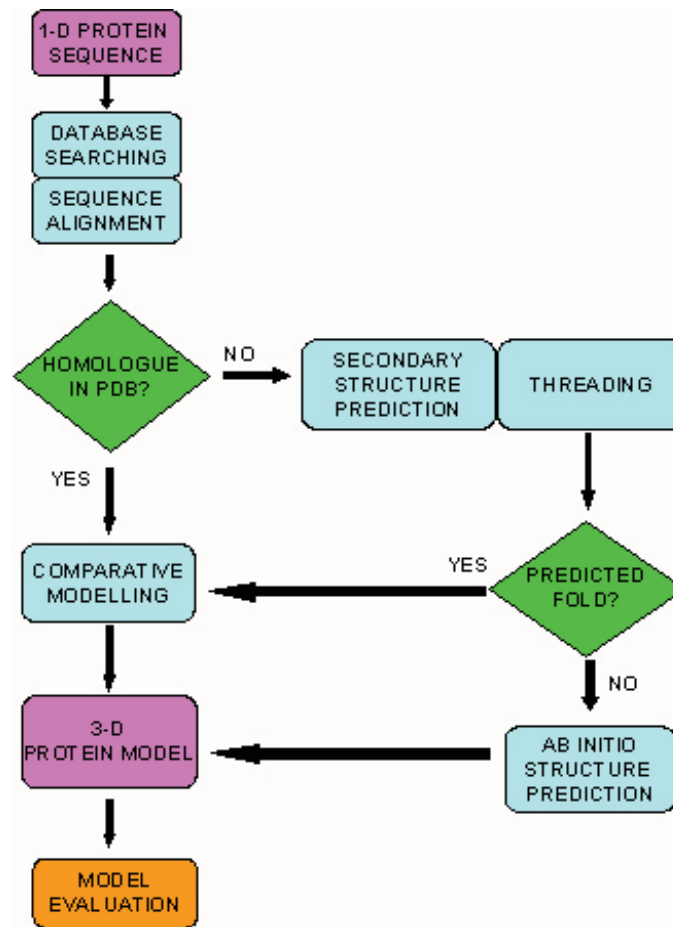 1-D PROTEIN
SEQUENCE
DATABASE
SEARCHING
SEQUENCE
ALIGNMENT
HOMOLOGUE
IN PDB?
NO
SECONDARY
STRUCTURE
PREDICTION
THREADING
YES
COMPARATIVE
MODELLING
YES
PREDICTED
FOLD?
NO
3-D
PROTEIN MODEL
AB INITIO
STRUCTURE
PREDICTION
MODEL
EVALUATION